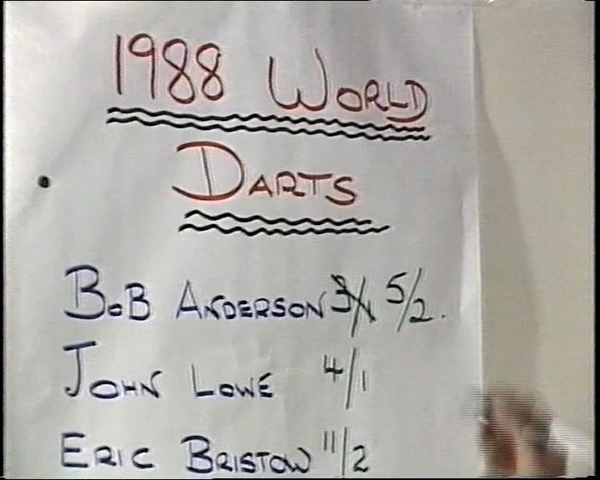 1988 WORLD
DARTS
BOB ANDERSON 3/1 5/2.
JOHN LOWE 4/1
ERIC BRISTOW 11/2